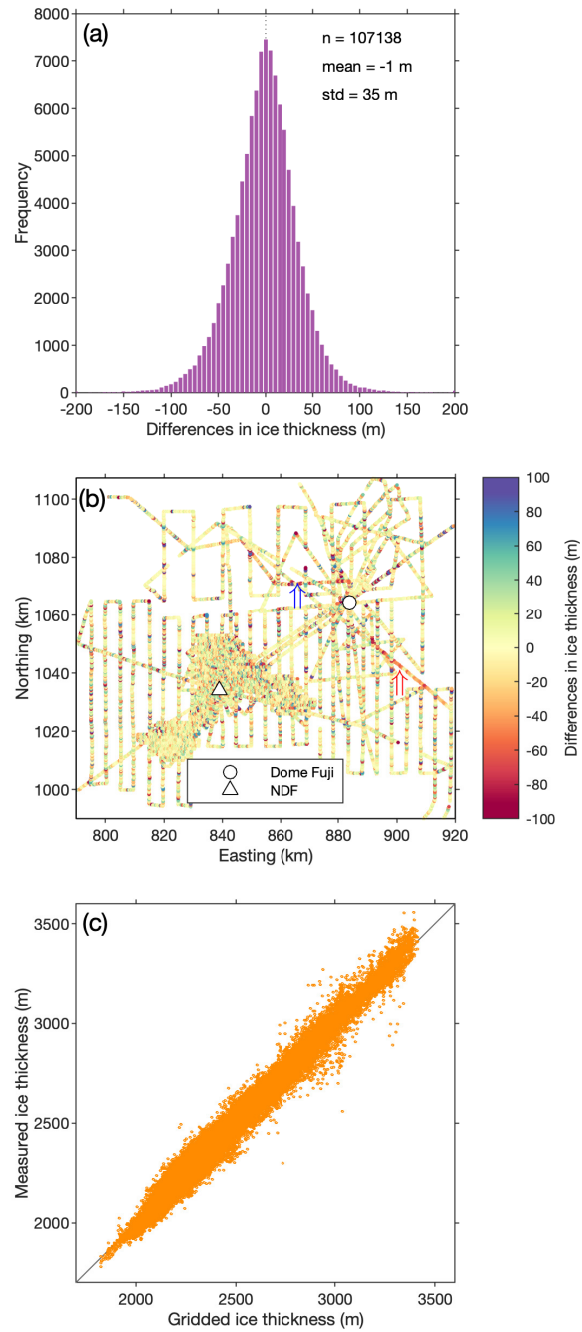 (a)
n = 107138
mean = -1 m
std = 35 m
8000
7000
6000
5000
4000
3000
2000
1000
0
Frequency
-200 -150 -100 -50 0 50 100 150 200
Differences in ice thickness (m)
(b)
1100
1080
1060
1040
1020
1000
Northing (km)
Dome Fuji
NDF
800 820 840 860 880 900 920
Easting (km)
100
80
60
40
20
0
-20
-40
-60
-80
-100
Differences in ice thickness (m)
(c)
3500
3000
2500
2000
Measured ice thickness (m)
2000 2500 3000 3500
Gridded ice thickness (m)